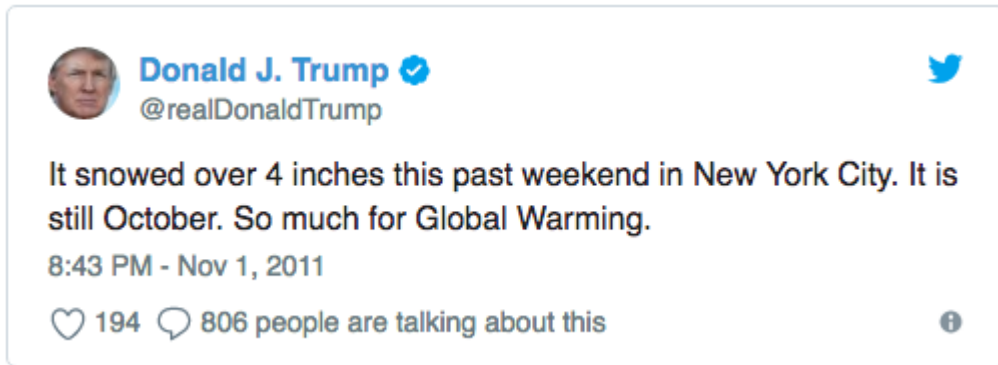 Donald J. Trump
@realDonaldTrump
It snowed over 4 inches this past weekend in New York City. It is
still October. So much for Global Warming.
8:43 PM - Nov 1, 2011
194 806 people are talking about this